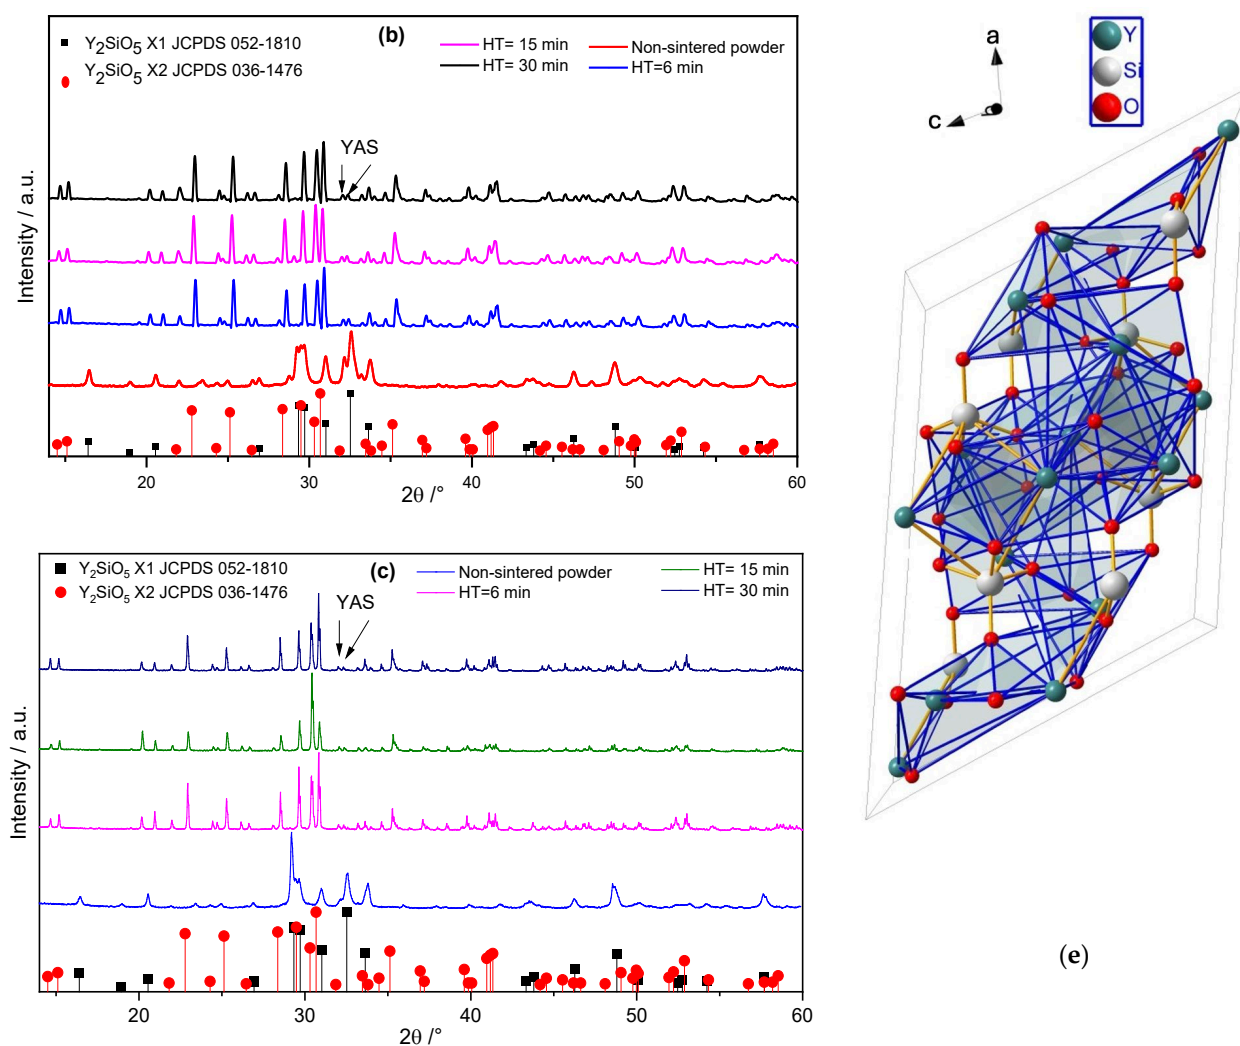 (b)
Y2SiO5 X1 JCPDS 052-1810
Y2SiO5 X2 JCPDS 036-1476
HT= 15 min
HT= 30 min
Non-sintered powder
HT=6 min
YAS
Intensity / a.u.
20 30 40 50 60
2θ /°
a
c
Y
Si
O
(c)
Y2SiO5 X1 JCPDS 052-1810
Y2SiO5 X2 JCPDS 036-1476
Non-sintered powder
HT=6 min
HT= 15 min
HT= 30 min
YAS
Intensity / a.u.
20 30 40 50 60
2θ /°
(e)